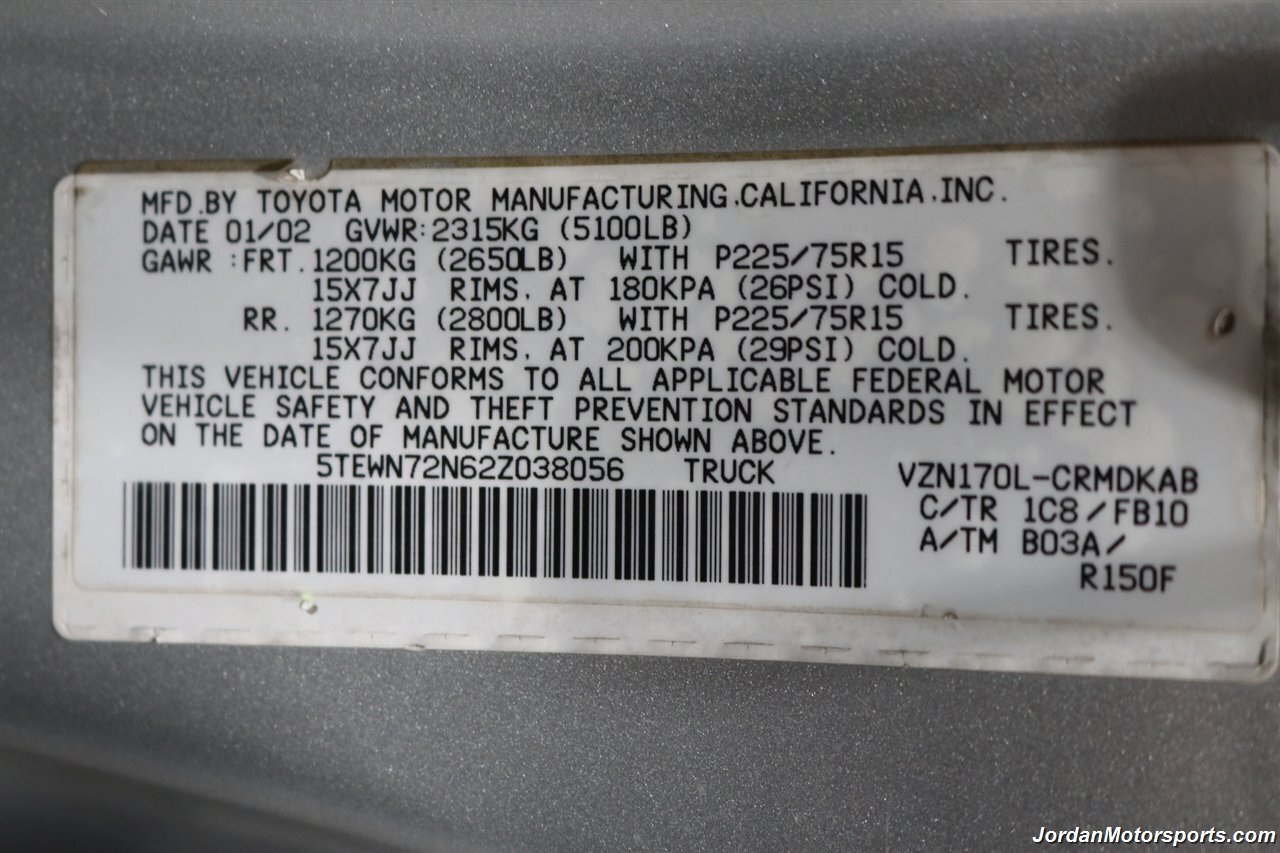 MFD.BY TOYOTA MOTOR MANUFACTURING.CALIFORNIA.INC.
DATE 01/02 GVWR:2315KG (5100LB)
GAWR :FRT.1200KG (2650LB) WITH P225/75R15 TIRES.
15X7JJ RIMS. AT 180KPA (26PSI) COLD.
RR. 1270KG (2800LB) WITH P225/75R15 TIRES.
15X7JJ RIMS. AT 200KPA (29PSI) COLD.
THIS VEHICLE CONFORMS TO ALL APPLICABLE FEDERAL MOTOR
VEHICLE SAFETY AND THEFT PREVENTION STANDARDS IN EFFECT
ON THE DATE OF MANUFACTURE SHOWN ABOVE.
5TEWN72N62Z038056 TRUCK VZN170L-CRMDKAB
C/TR 1C8/FB10
A/TM B03A/
R150F
JordanMotorsports.com